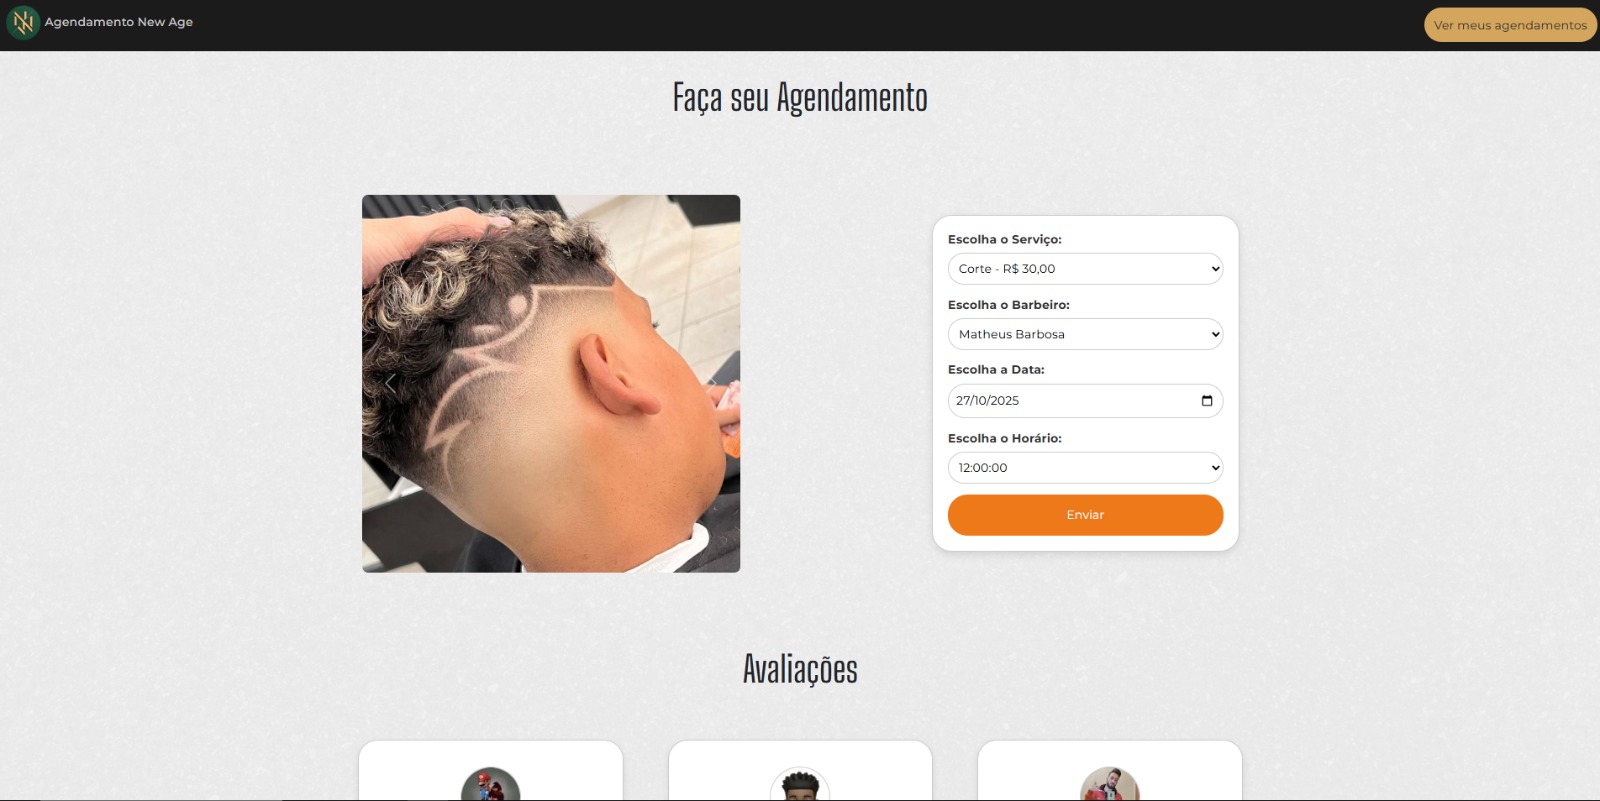 Agendamento New Age
Ver meus agendamentos
Faça seu Agendamento
Escolha o Serviço:
Corte - R$ 30,00
Escolha o Barbeiro:
Matheus Barbosa
Escolha a Data:
27/10/2025
Escolha o Horário:
12:00:00
Enviar
Avaliações